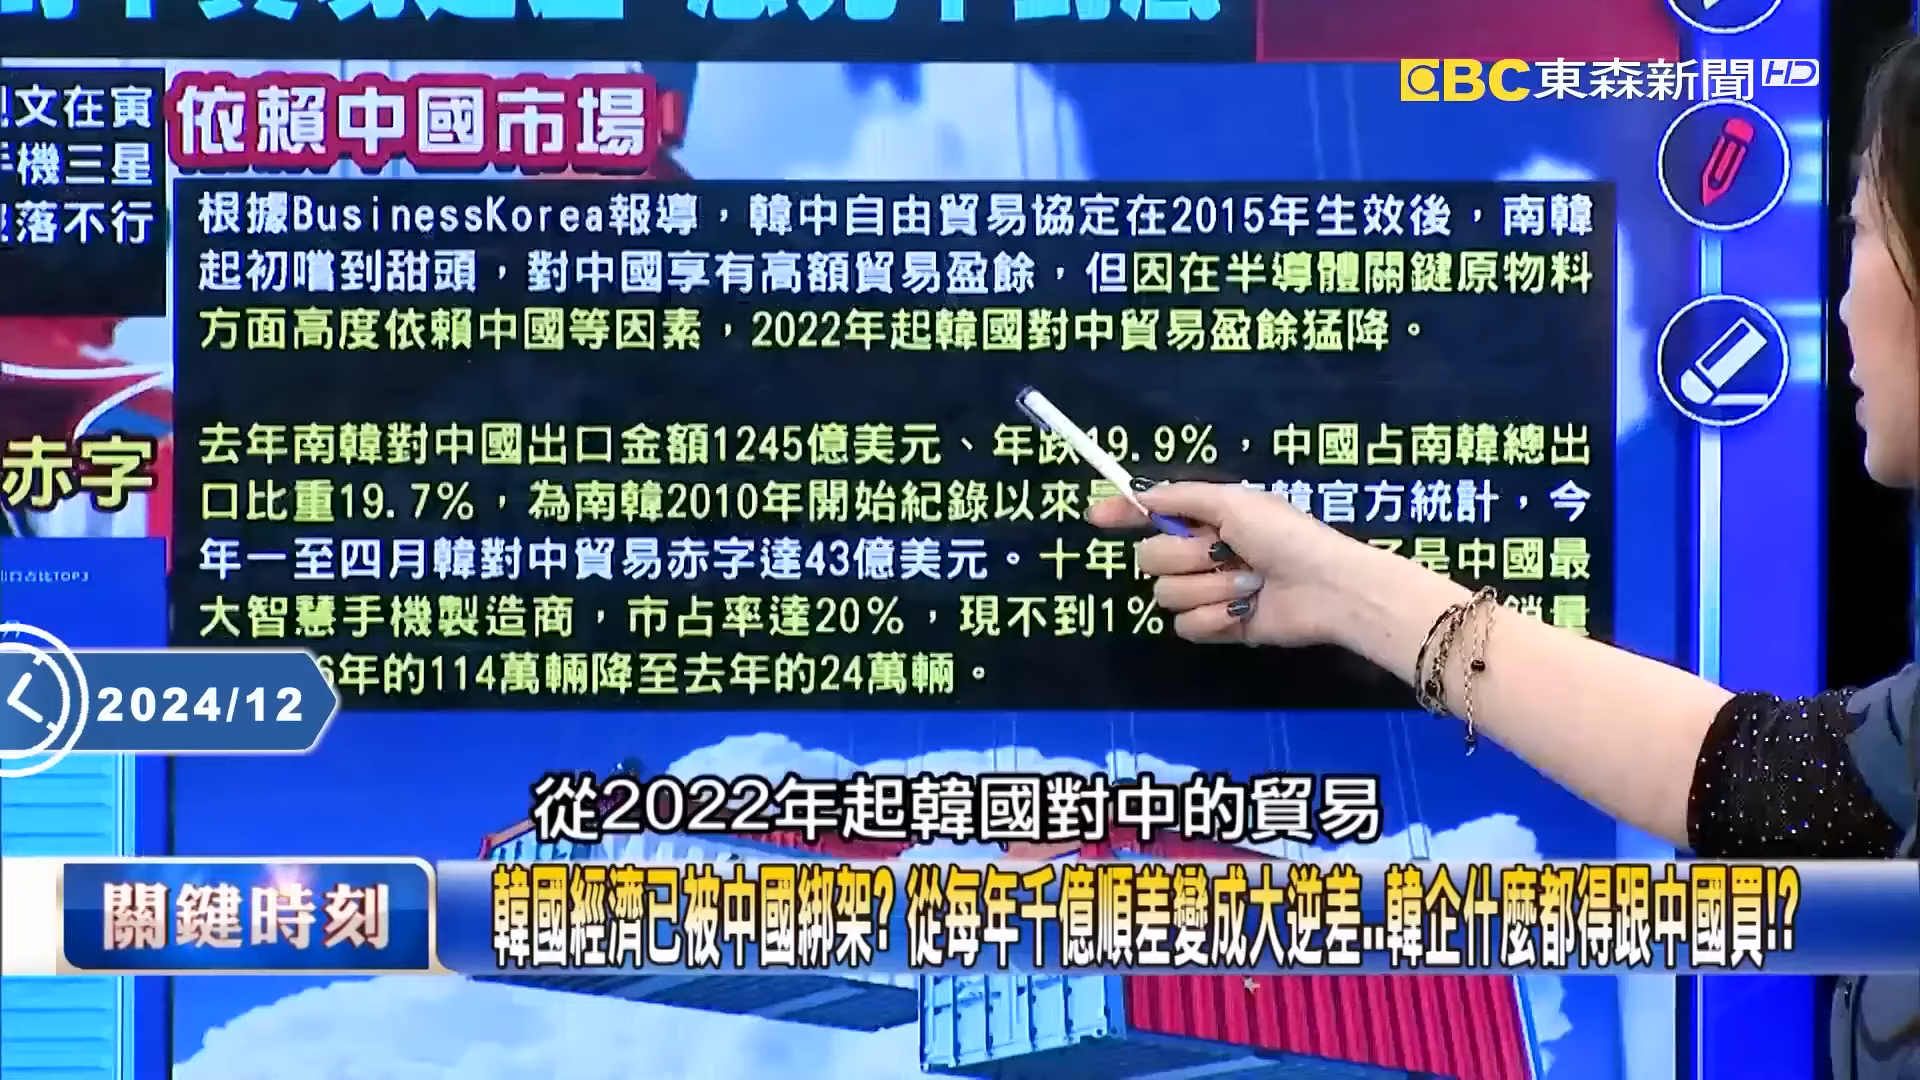 EBC東森新聞HD
文在寅
機三星
落不行
赤字
依賴中國市場
根據BusinessKorea報導，韓中自由貿易協定在2015年生效後，南韓
起初嚐到甜頭，對中國享有高額貿易盈餘，但因在半導體關鍵原物料
方面高度依賴中國等因素，2022年起韓國對中貿易盈餘猛降。
去年南韓對中國出口金額1245億美元、年跌19.9%，中國占南韓總出
口比重19.7%，為南韓2010年開始紀錄以來 韓官方統計，今
年一至四月韓對中貿易赤字達43億美元。十年 是中國最
大智慧手機製造商，市占率達20%，現不到1% 銷量
6年的114萬輛降至去年的24萬輛。
2024/12
從2022年起韓國對中的貿易
關鍵時刻
韓國經濟已被中國綁架? 從每年千億順差變成大逆差..韓企什麼都得跟中國買!?